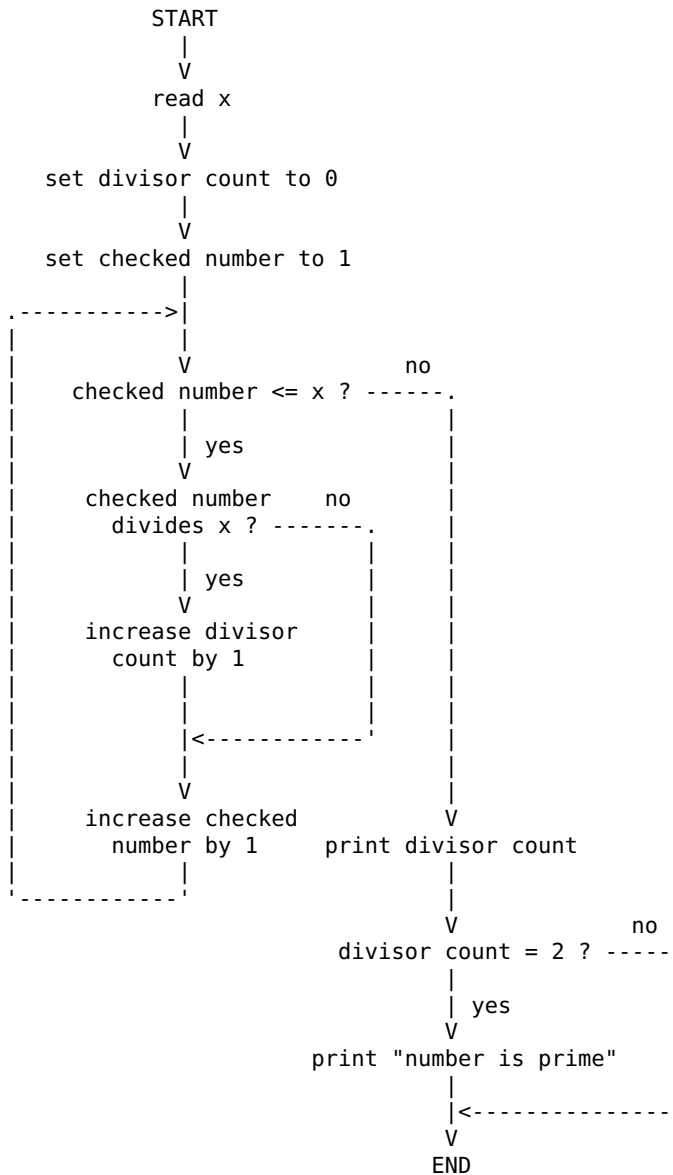 START
read x
set divisor count to 0
set checked number to 1
no
checked number <= x ?
yes
checked number no
divides x ?
yes
increase divisor
count by 1
increase checked
number by 1 print divisor count
no
divisor count = 2 ?
yes
print "number is prime"
END